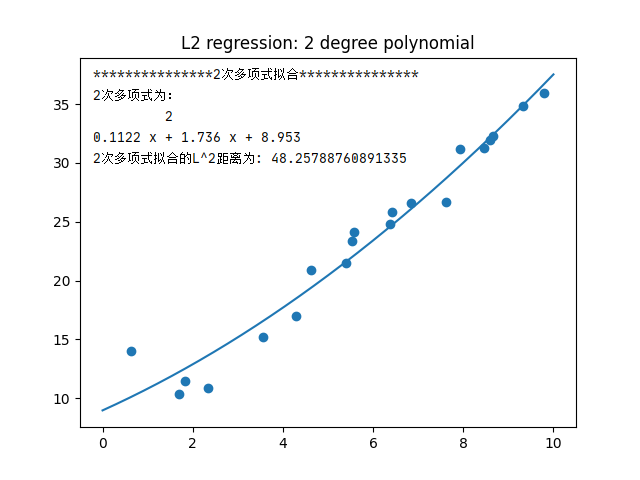 L2 regression: 2 degree polynomial
***************2次多项式拟合***************
2次多项式为:
2
0.1122 x + 1.736 x + 8.953
2次多项式拟合的L^2距离为: 48.25788760891335
35
30
25
20
15
10
0 2 4 6 8 10